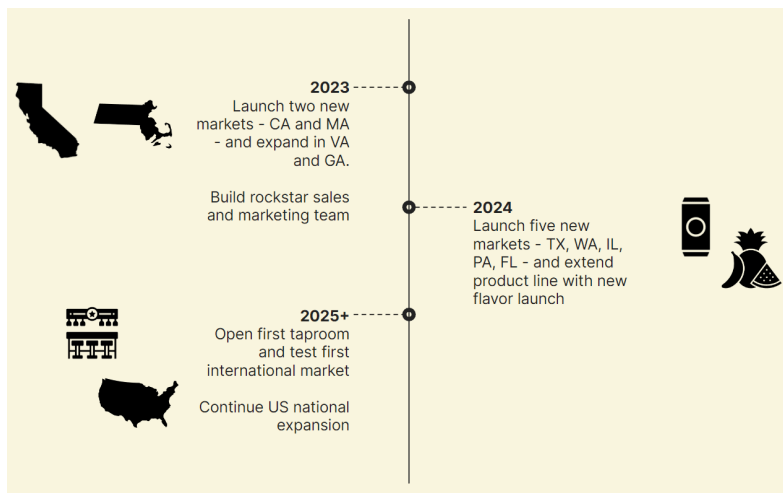 2023
Launch two new
markets - CA and MA
- and expand in VA
and GA.
Build rockstar sales
and marketing team
2024
Launch five new
markets - TX, WA, IL,
PA, FL - and extend
product line with new
flavor launch
2025+
Open first taproom
and test first
international market
Continue US national
expansion